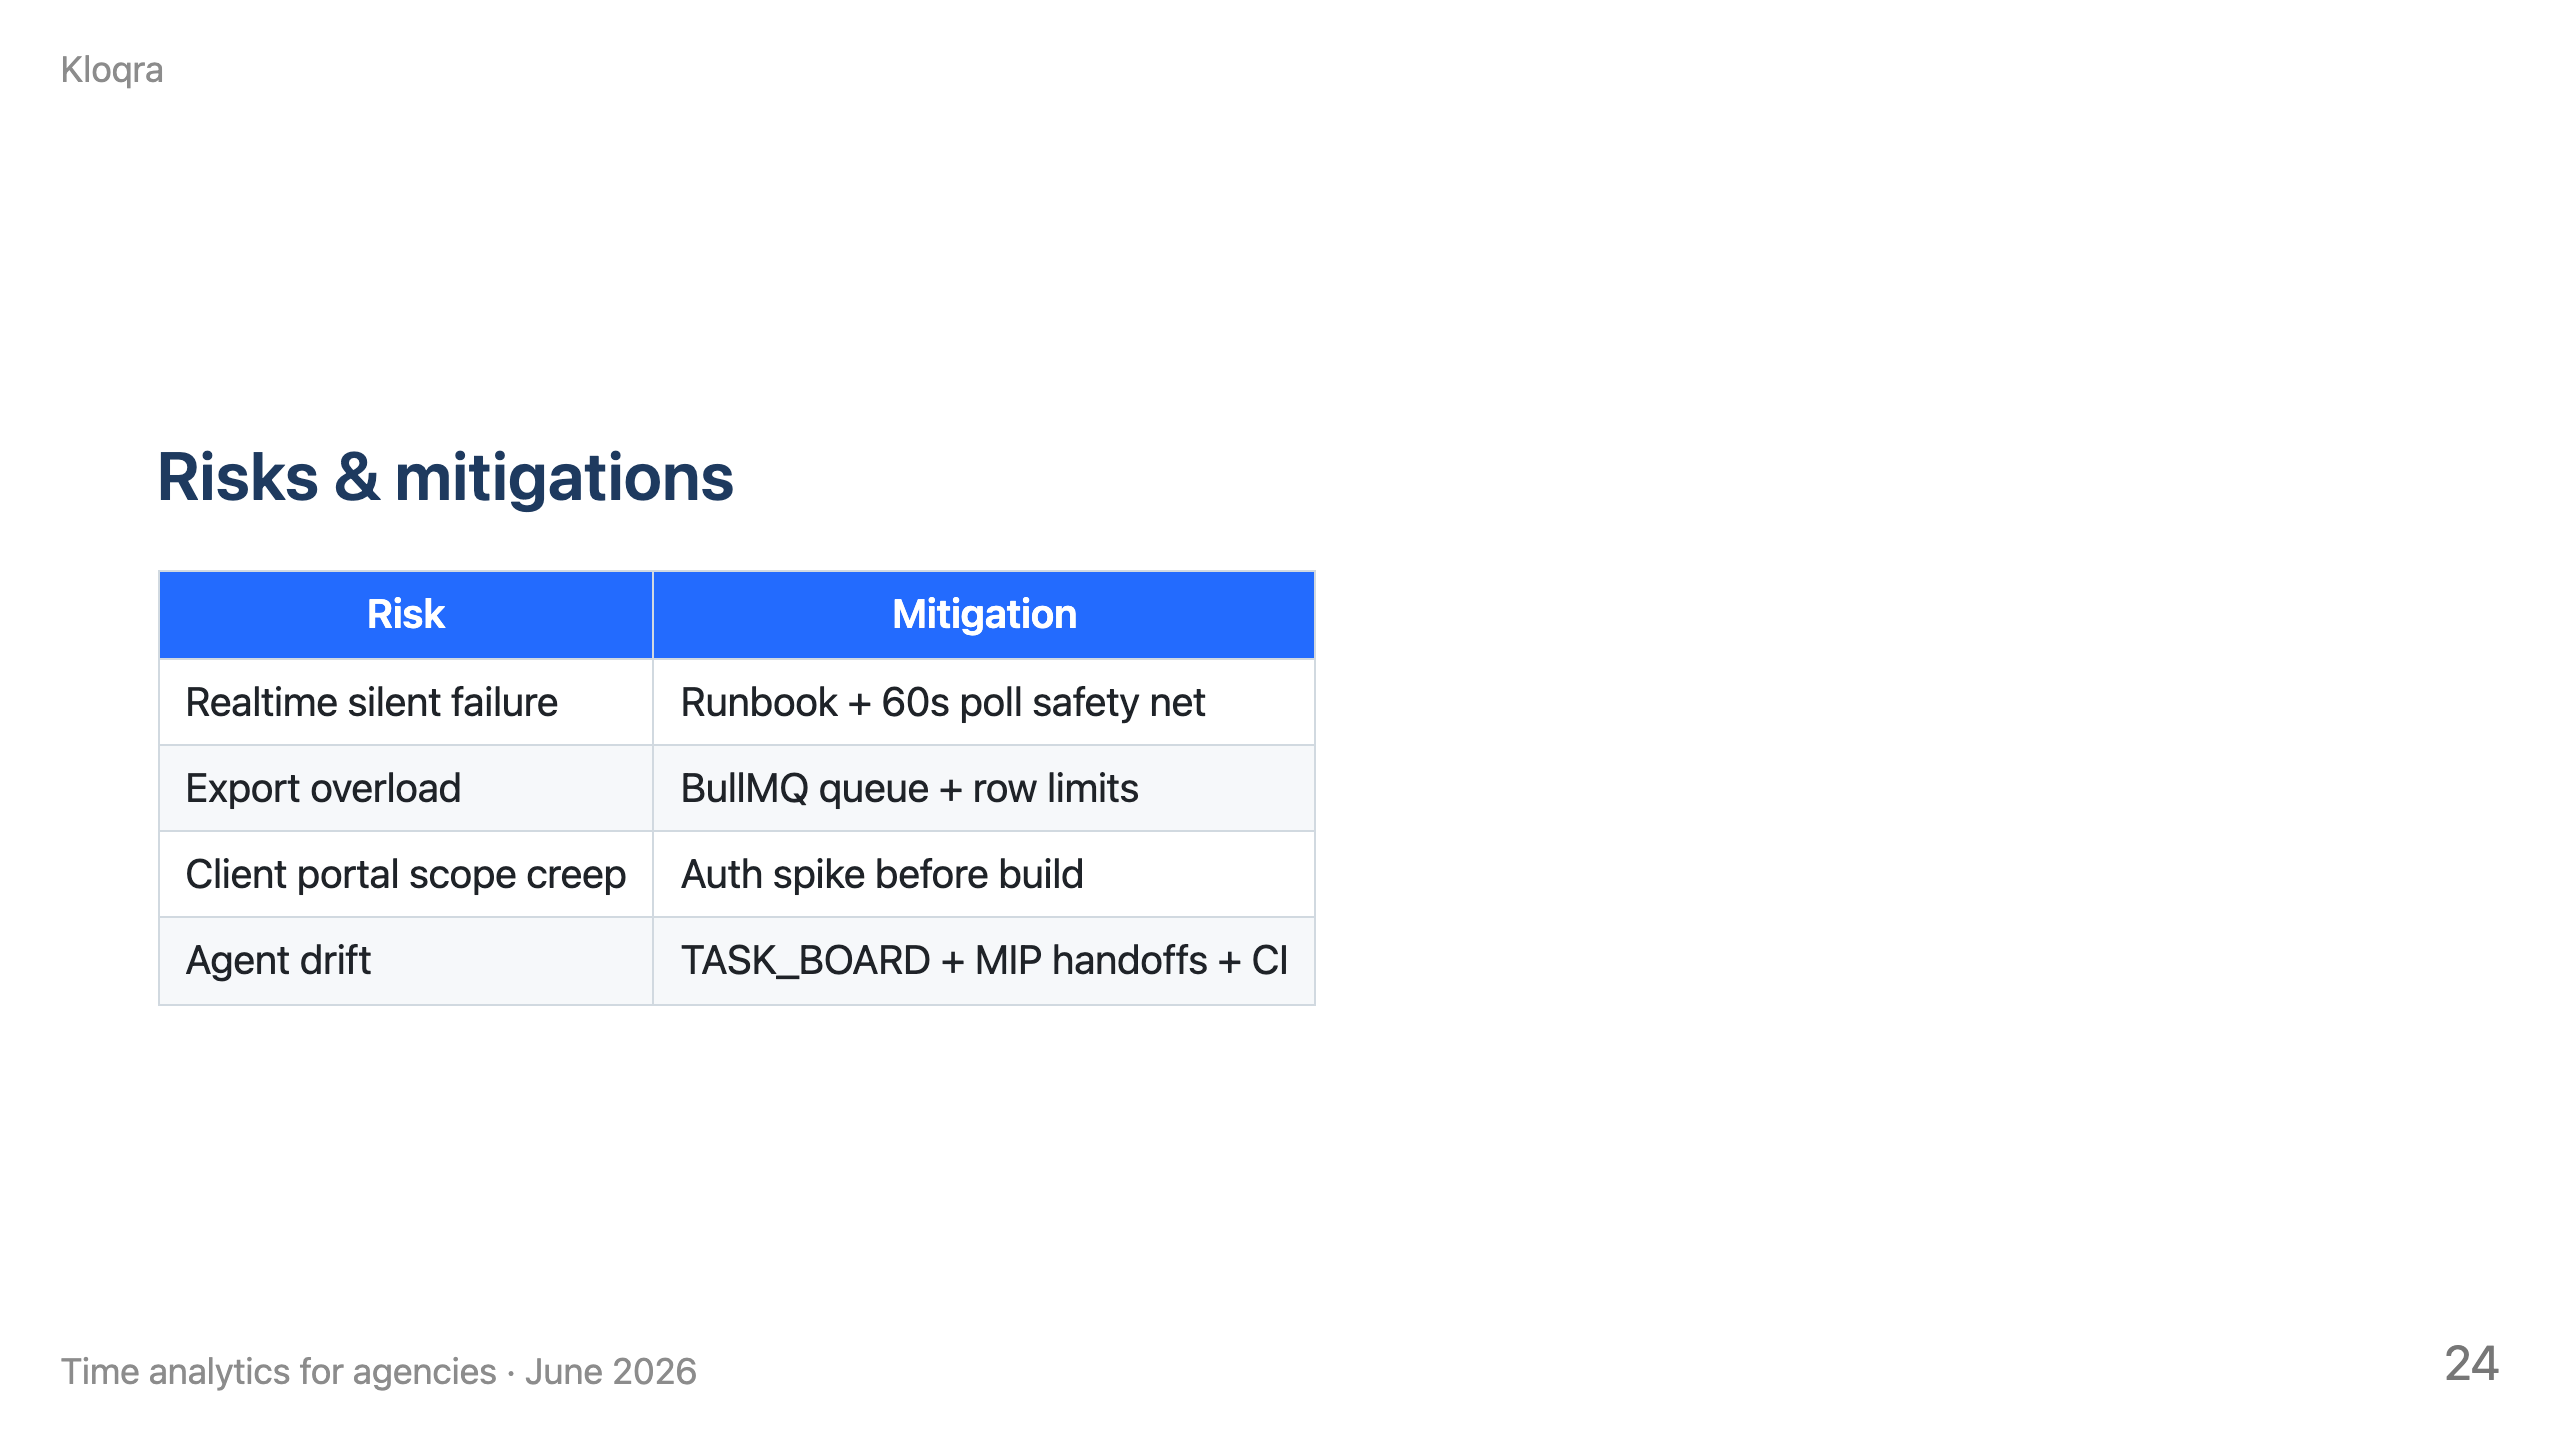 Kloqra
Risks & mitigations
Risk Mitigation
Realtime silent failure Runbook + 60s poll safety net
Export overload BullMQ queue + row limits
Client portal scope creep Auth spike before build
Agent drift TASK_BOARD + MIP handoffs + CI
Time analytics for agencies · June 2026
24